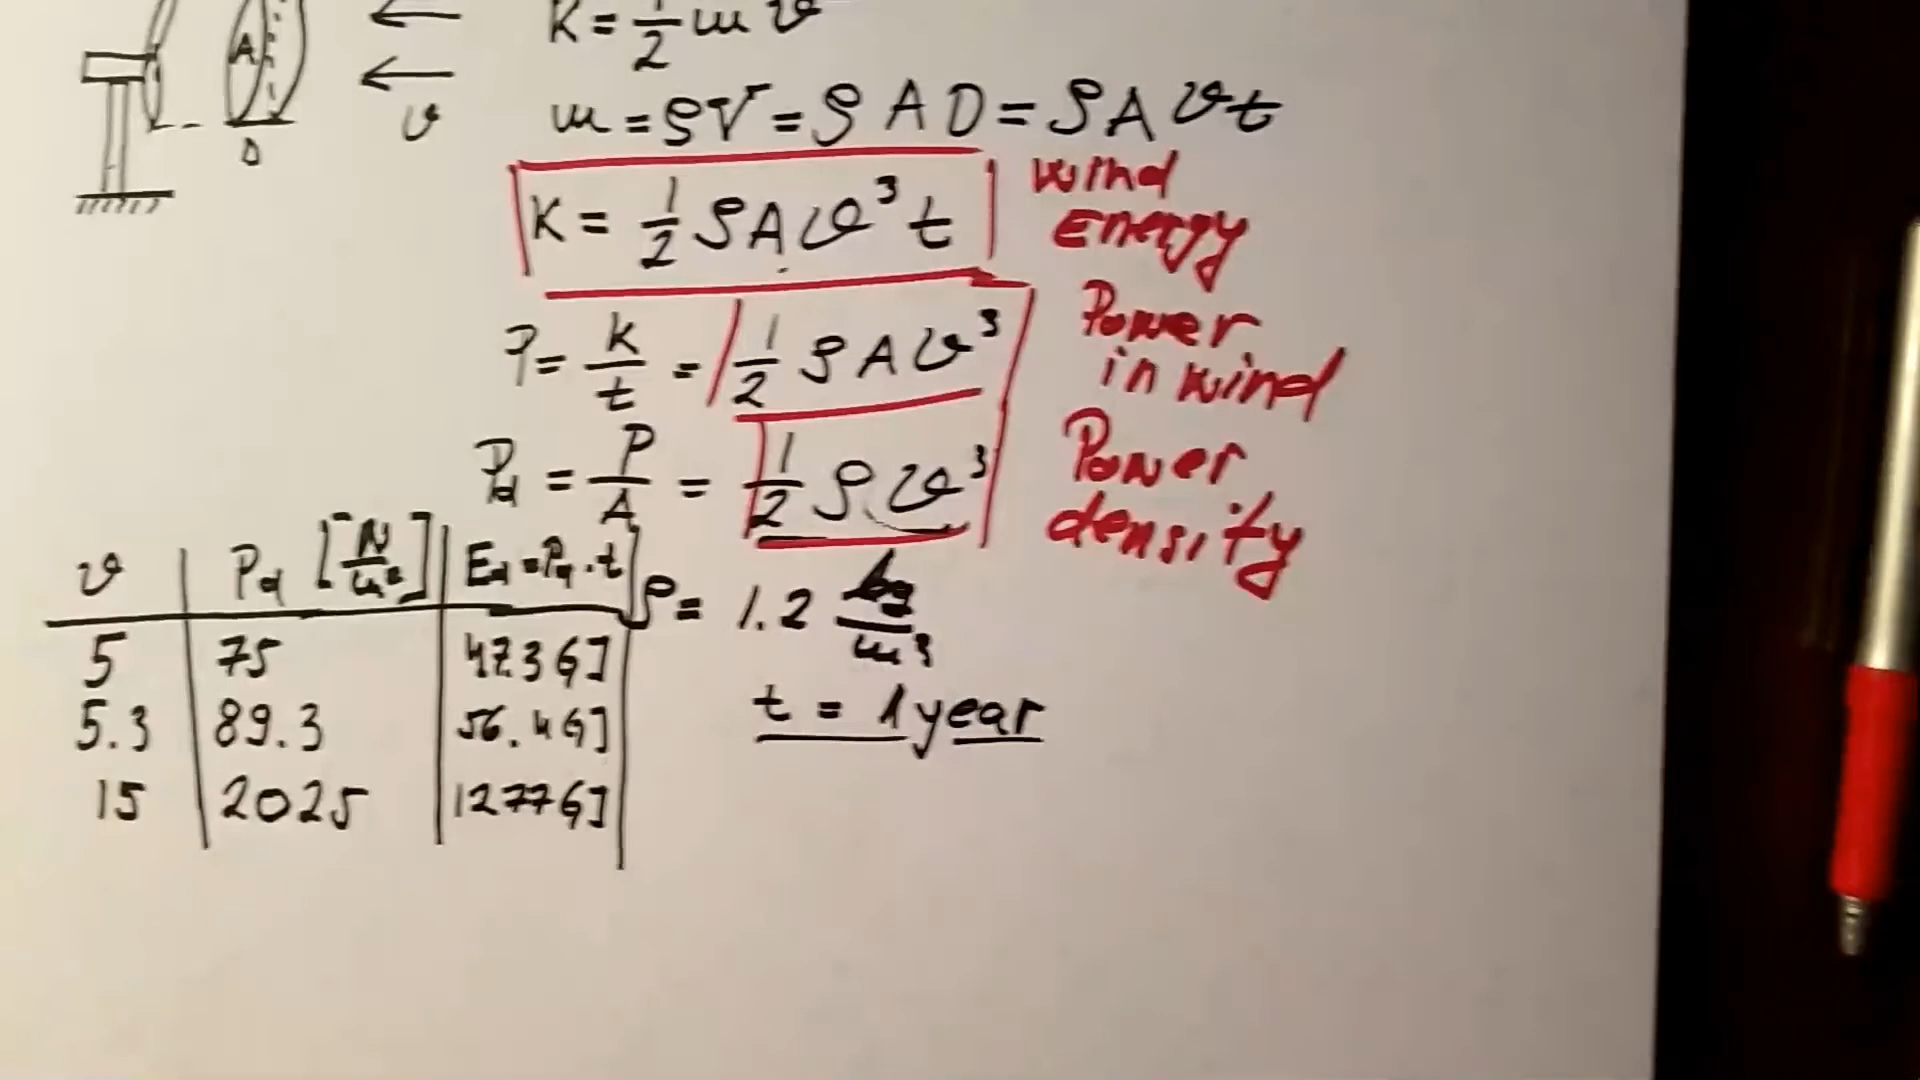 K = 1/2 m v
A
m = ρV = ρ A D = ρ A v t
v
D
K = 1/2 ρ A v³ t
Wind
Energy
P = K/t = 1/2 ρ A v³
Power
in wind
Pd = P/A = 1/2 ρ v³
Power
density
v | Pd [W/m²] | Ed = Pd · t
ρ = 1.2 kg/m³
5 | 75 | 47.3 GJ
5.3 | 89.3 | 56.4 GJ
t = 1 year
15 | 2025 | 1277 GJ